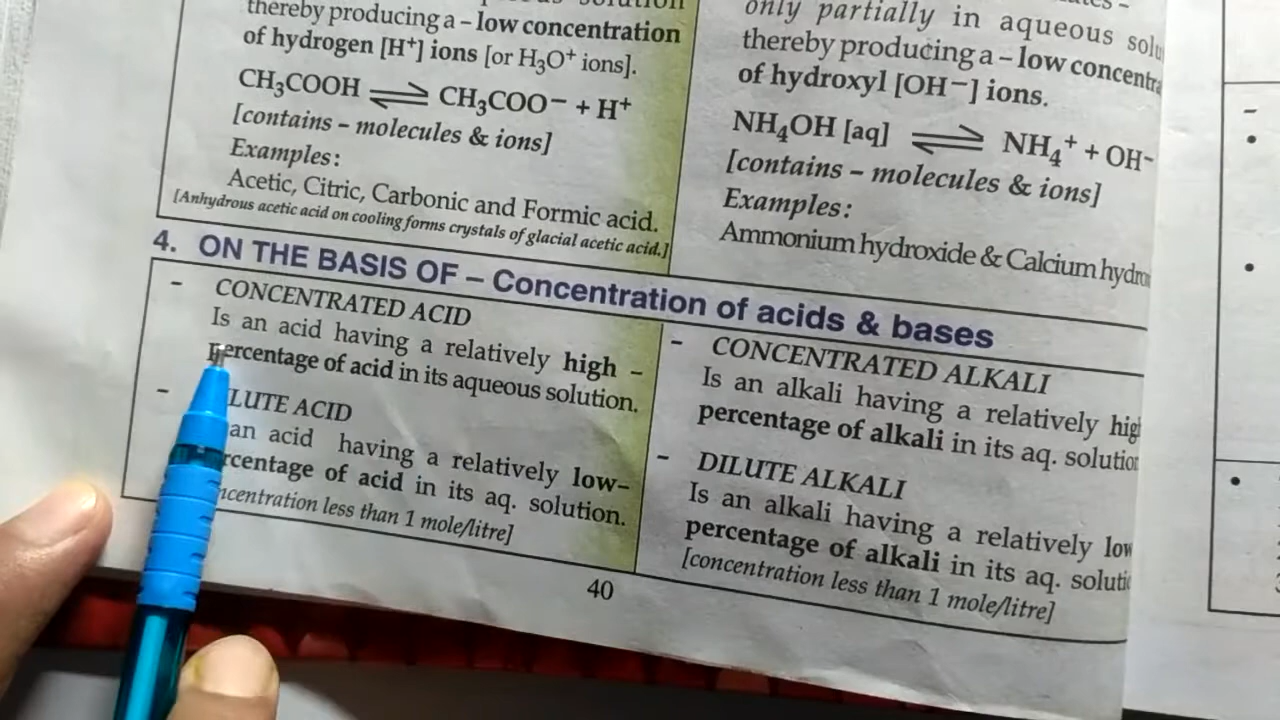 thereby producing a – low concentration
of hydrogen [H⁺] ions [or H₃O⁺ ions].
CH₃COOH ⇌ CH₃COO⁻ + H⁺
[contains – molecules & ions]
Examples:
Acetic, Citric, Carbonic and Formic acid.
[Anhydrous acetic acid on cooling forms crystals of glacial acetic acid.]
only partially in aqueous
thereby producing a – low
of hydroxyl [OH⁻] ions.
NH₄OH [aq] ⇌ NH₄⁺ + OH⁻
[contains – molecules & ions]
Examples:
Ammonium hydroxide & Calcium
4. ON THE BASIS OF – Concentration of acids & bases
– CONCENTRATED ACID
Is an acid having a relatively high –
percentage of acid in its aqueous solution.
– LUTE ACID
an acid having a relatively low–
rcentage of acid in its aq. solution.
ncentration less than 1 mole/litre]
– CONCENTRATED ALKALI
Is an alkali having a relatively
percentage of alkali in its aq. solution
– DILUTE ALKALI
Is an alkali having a relatively low
percentage of alkali in its aq.
[concentration less than 1 mole/litre]
40